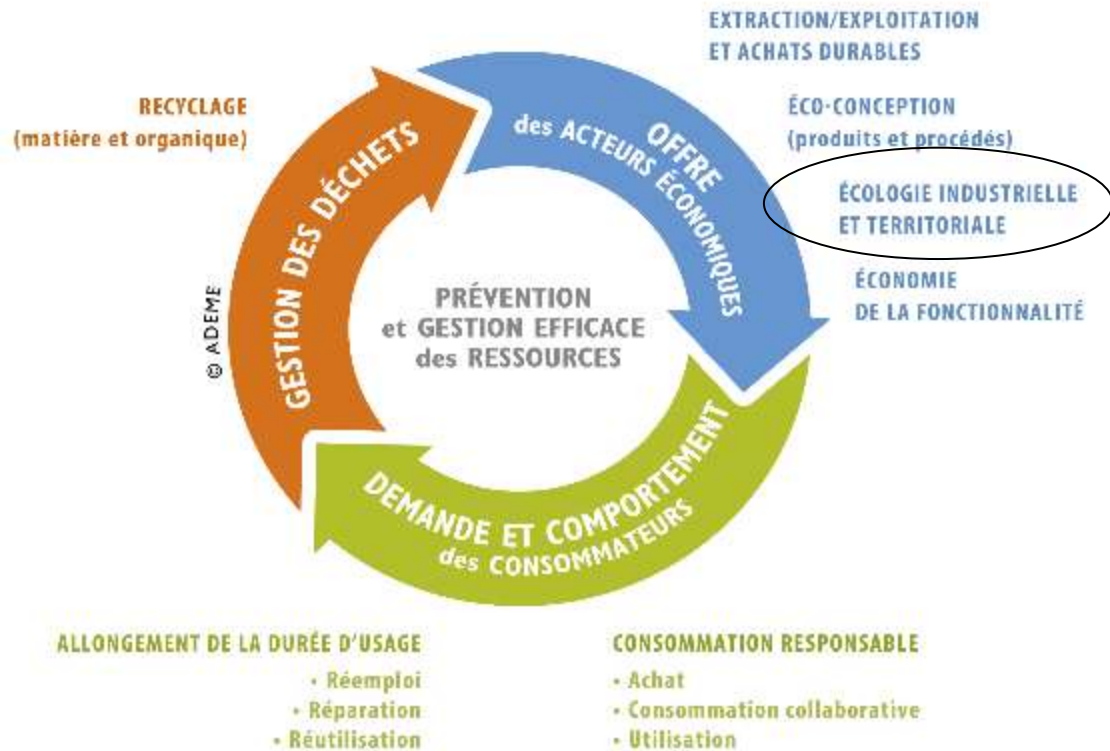 EXTRACTION/EXPLOITATION
ET ACHATS DURABLES
RECYCLAGE
(matière et organique)
ÉCO-CONCEPTION
(produits et procédés)
ÉCOLOGIE INDUSTRIELLE
ET TERRITORIALE
ÉCONOMIE
DE LA FONCTIONNALITÉ
OFFRE
des ACTEURS ÉCONOMIQUES
GESTION DES DÉCHETS
PRÉVENTION
et GESTION EFFICACE
des RESSOURCES
© ADEME
DEMANDE ET COMPORTEMENT
des CONSOMMATEURS
ALLONGEMENT DE LA DURÉE D'USAGE
• Réemploi
• Réparation
• Réutilisation
CONSOMMATION RESPONSABLE
• Achat
• Consommation collaborative
• Utilisation